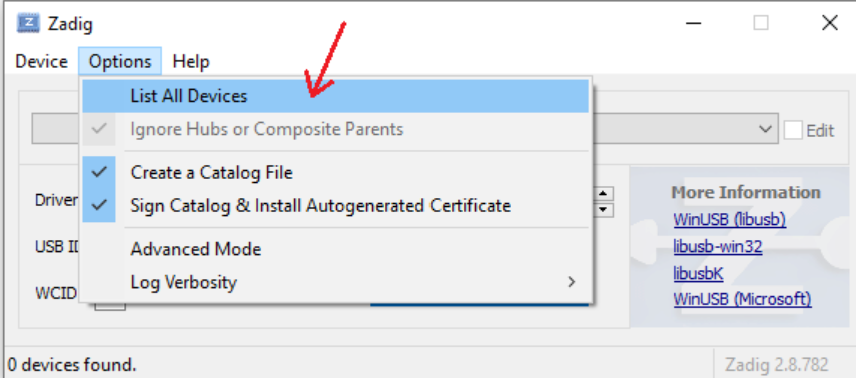 Zadig
Device Options Help
List All Devices
Ignore Hubs or Composite Parents
Edit
Create a Catalog File
Sign Catalog & Install Autogenerated Certificate
Advanced Mode
Log Verbosity
Driver
USB ID
WCID
More Information
WinUSB (libusb)
libusb-win32
libusbK
WinUSB (Microsoft)
0 devices found.
Zadig 2.8.782